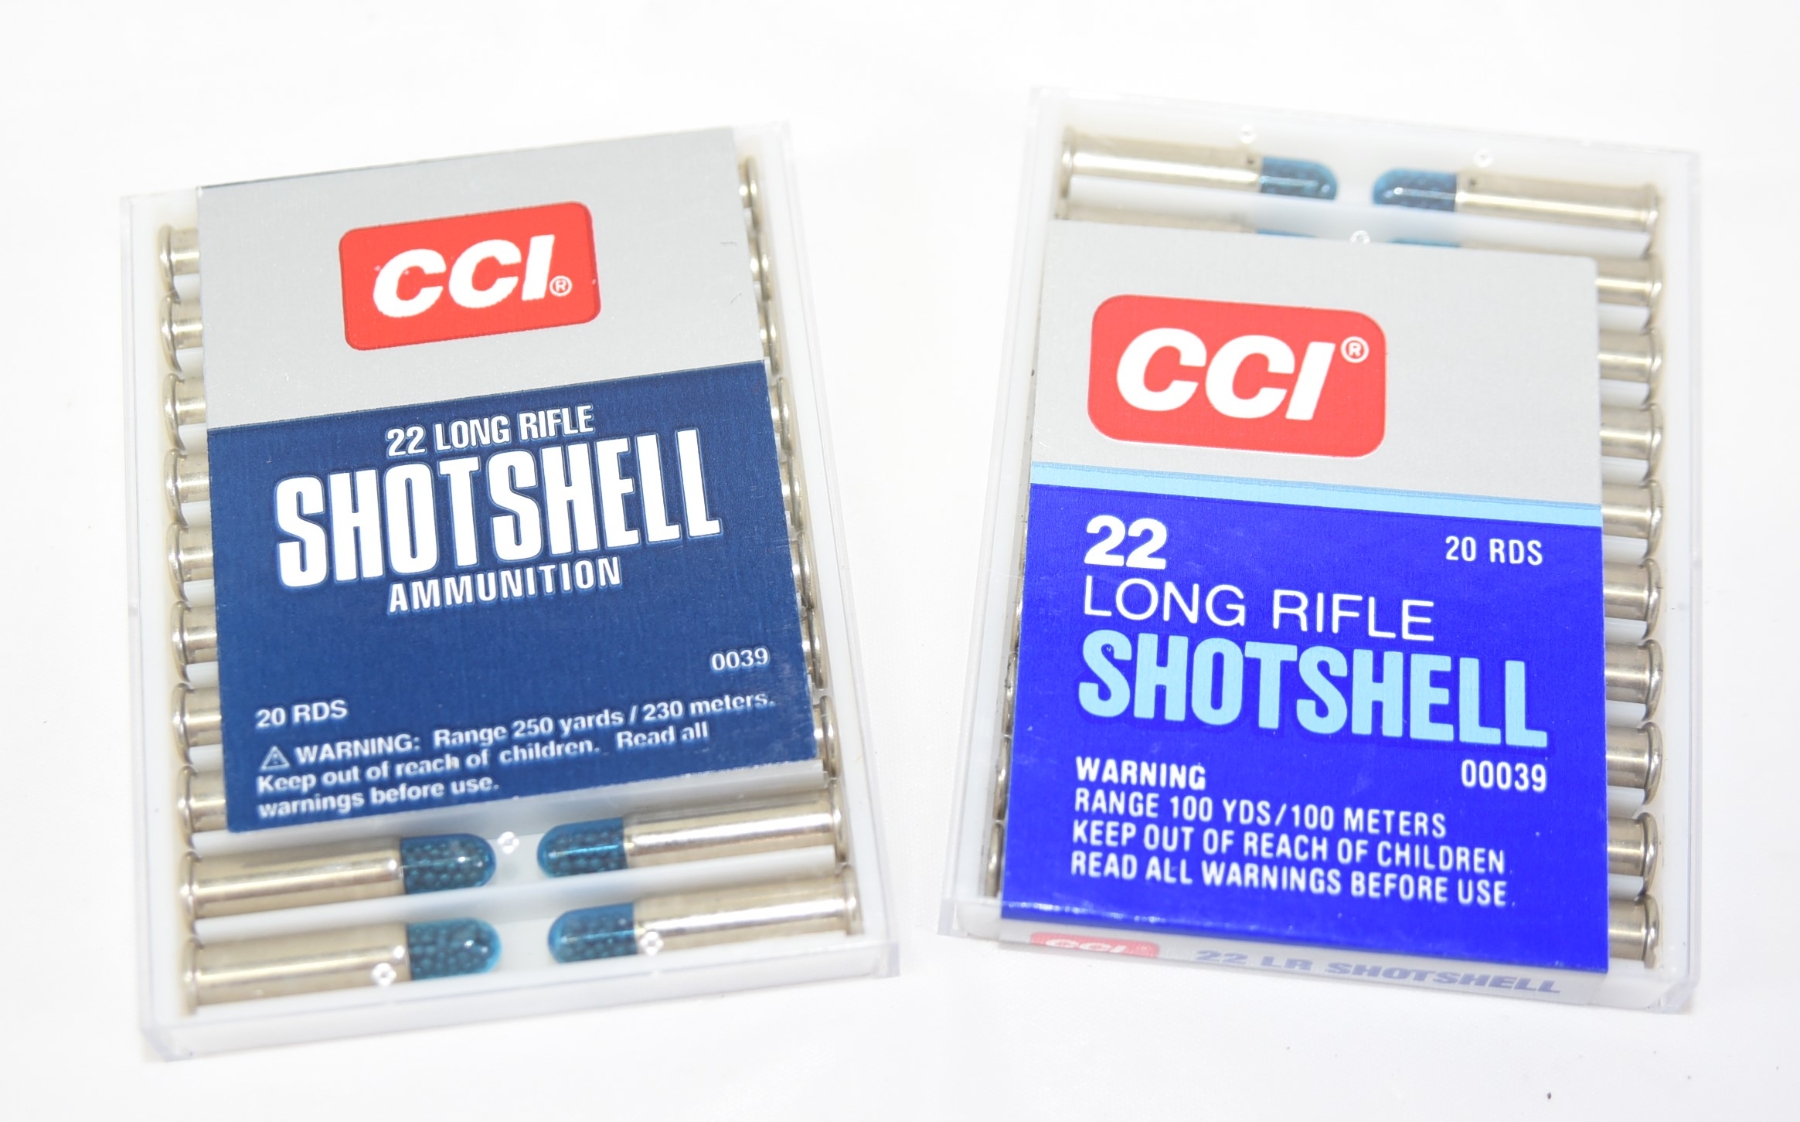 CCI®
22 LONG RIFLE
SHOTSHELL
AMMUNITION
0039
20 RDS
⚠ WARNING: Range 250 yards / 230 meters.
Keep out of reach of children. Read all
warnings before use.
CCI®
22
20 RDS
LONG RIFLE
SHOTSHELL
WARNING
00039
RANGE 100 YDS/100 METERS
KEEP OUT OF REACH OF CHILDREN
READ ALL WARNINGS BEFORE USE
CCI 22 LR SHOTSHELL